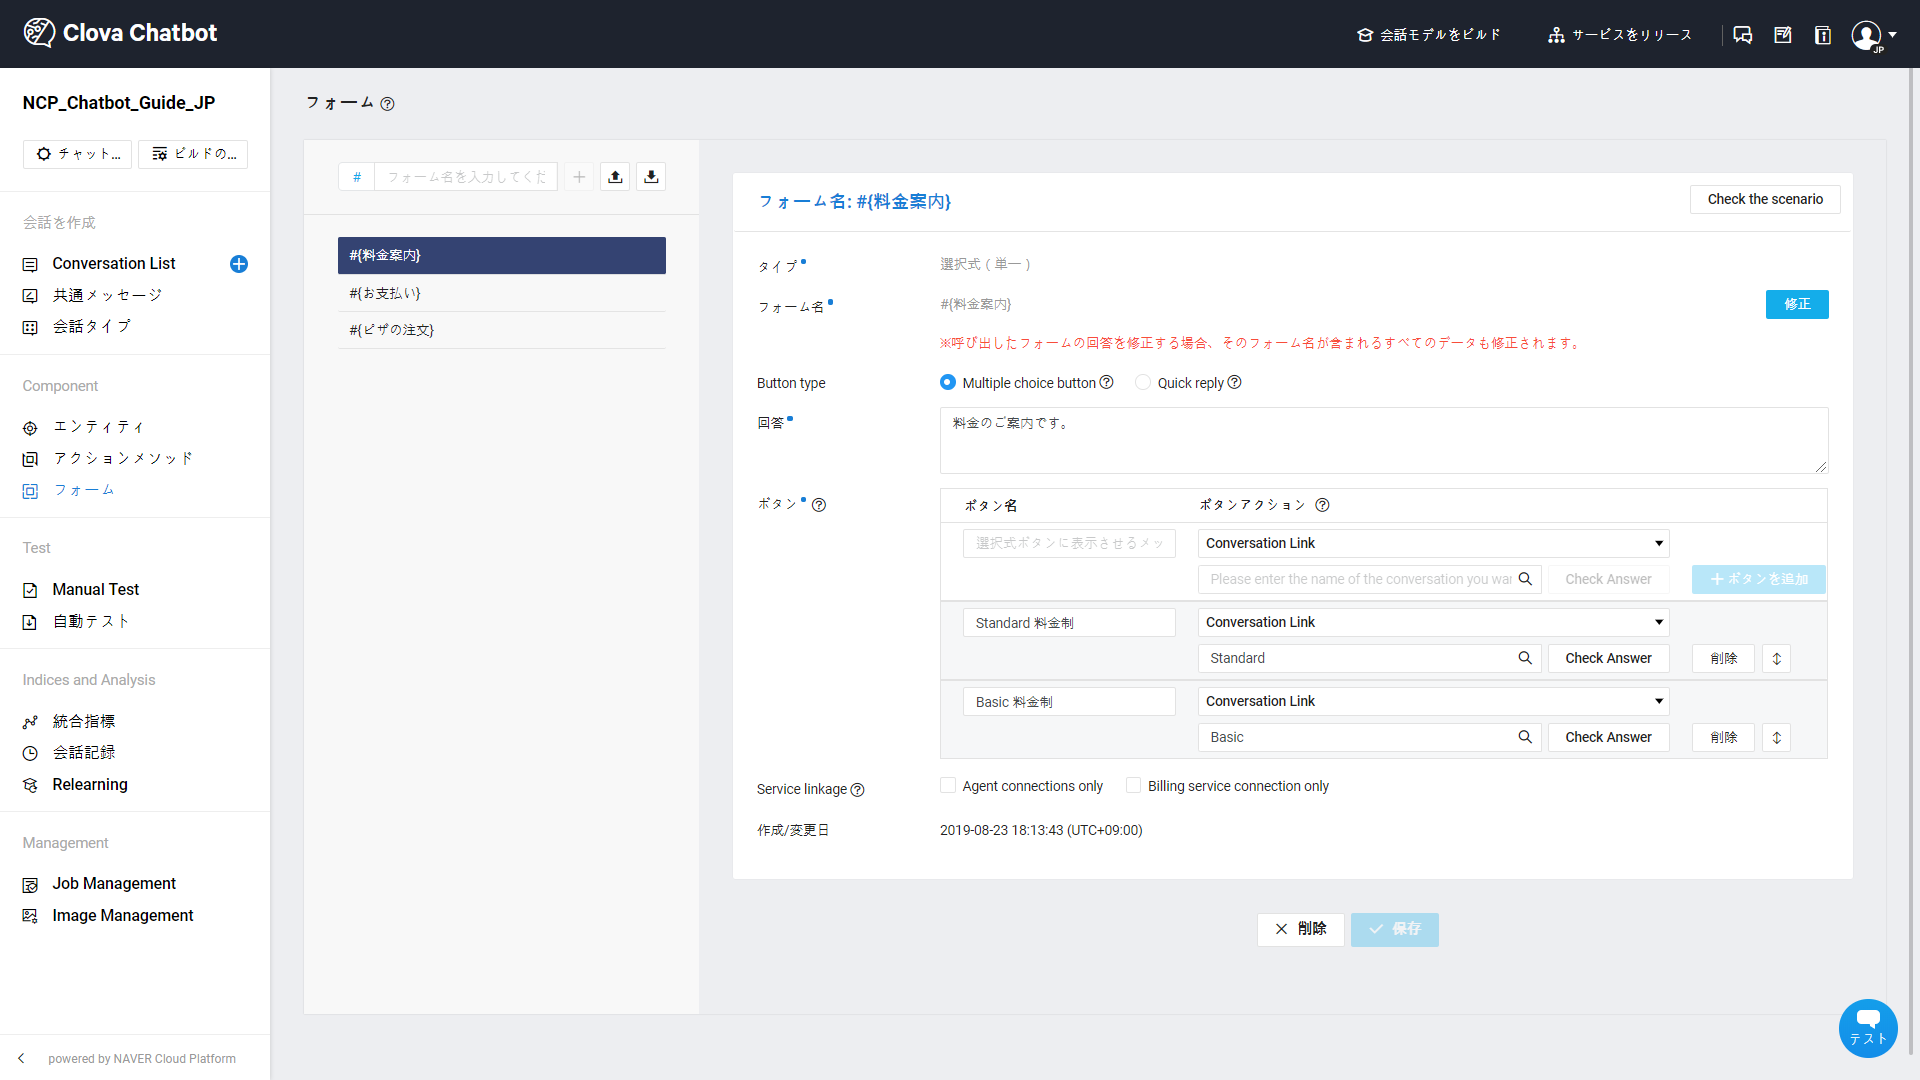 Clova Chatbot
会話モデルをビルド
サービスをリリース
JP
NCP_Chatbot_Guide_JP
チャット...
ビルドの...
会話を作成
Conversation List
共通メッセージ
会話タイプ
Component
エンティティ
アクションメソッド
フォーム
Test
Manual Test
自動テスト
Indices and Analysis
統合指標
会話記録
Relearning
Management
Job Management
Image Management
powered by NAVER Cloud Platform
フォーム
# フォーム名を入力してくだ
#{料金案内}
#{お支払い}
#{ピザの注文}
フォーム名: #{料金案内}
Check the scenario
タイプ 選択式 ( 単一 )
フォーム名 #{料金案内} 修正
※呼び出したフォームの回答を修正する場合、そのフォーム名が含まれるすべてのデータも修正されます。
Button type Multiple choice button Quick reply
回答 料金のご案内です。
ボタン ボタン名 ボタンアクション
選択式ボタンに表示させるメッ Conversation Link
Please enter the name of the conversation you wan Check Answer ボタンを追加
Standard 料金制 Conversation Link
Standard Check Answer 削除
Basic 料金制 Conversation Link
Basic Check Answer 削除
Service linkage Agent connections only Billing service connection only
作成/変更日 2019-08-23 18:13:43 (UTC+09:00)
削除 保存
テスト